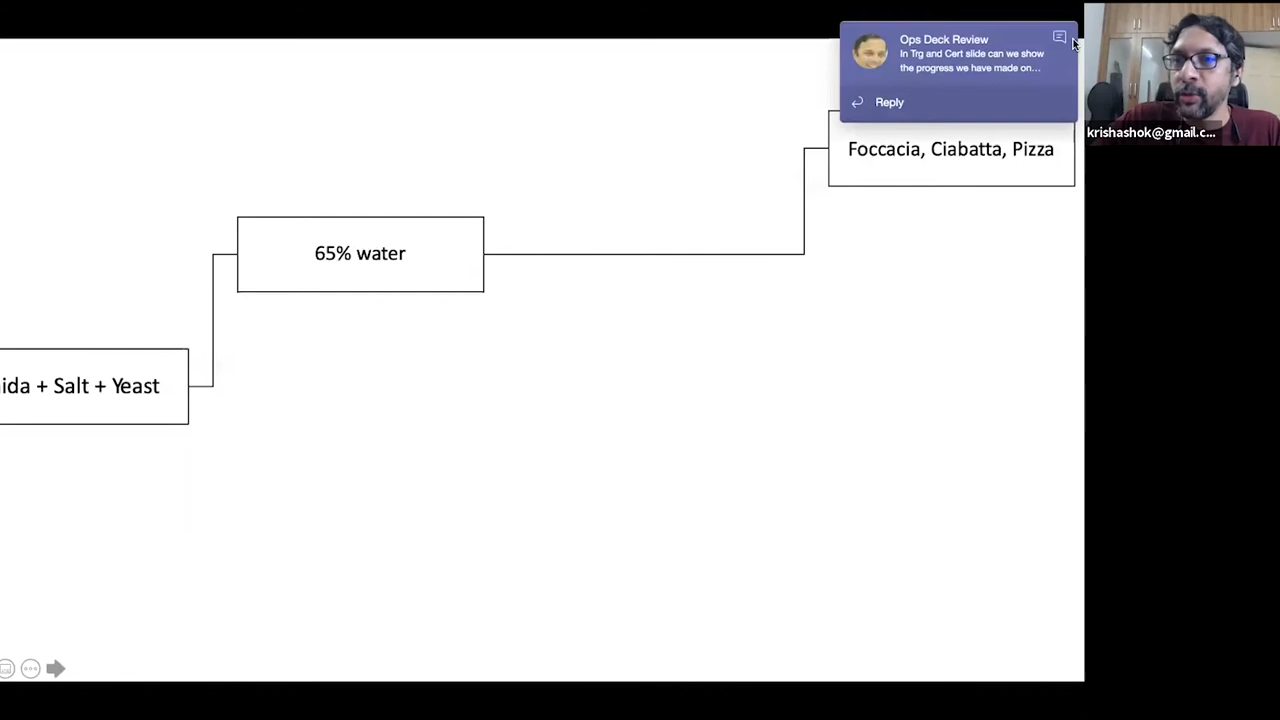 Ops Deck Review
In Trg and Cert slide can we show
the progress we have made on...
Reply
krishashok@gmail.c...
Foccacia, Ciabatta, Pizza
65% water
ida + Salt + Yeast